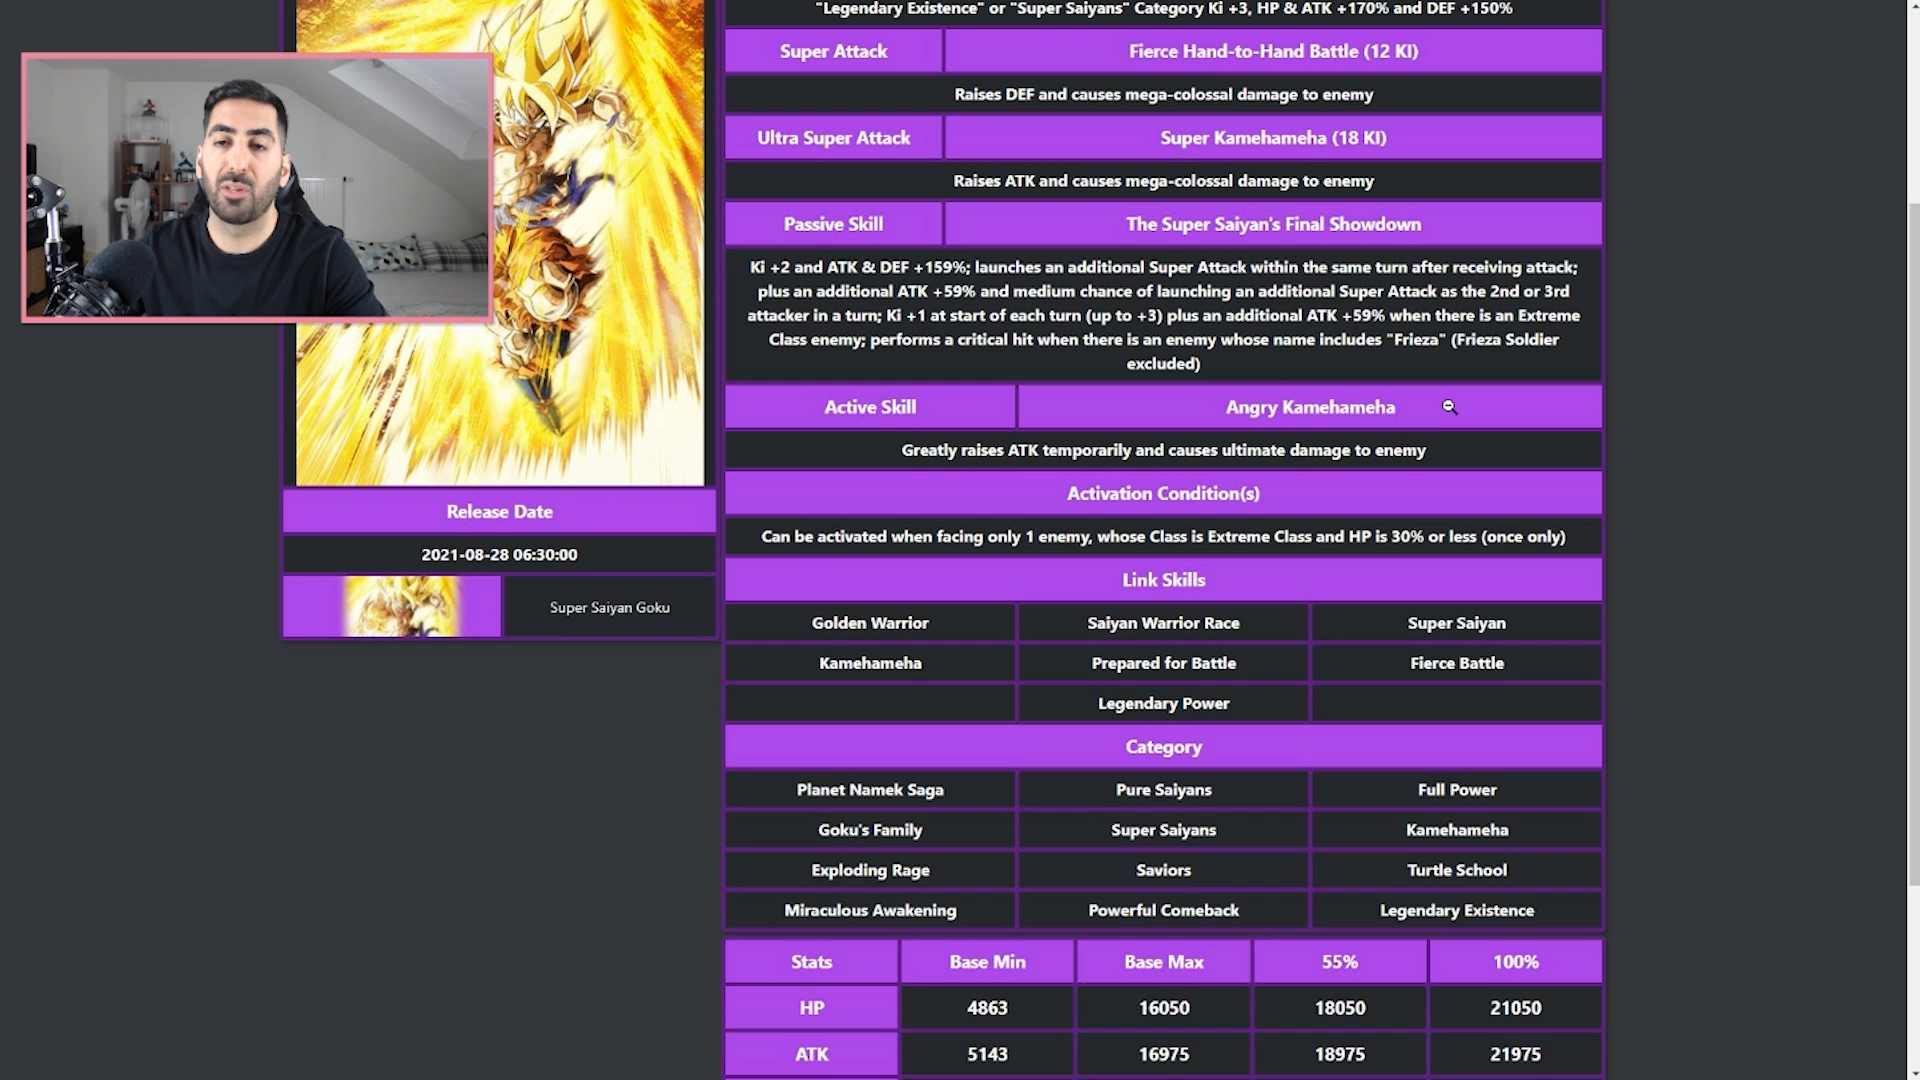 "Legendary Existence" or "Super Saiyans" Category Ki +3, HP & ATK +170% and DEF +150%
Super Attack
Fierce Hand-to-Hand Battle (12 KI)
Raises DEF and causes mega-colossal damage to enemy
Ultra Super Attack
Super Kamehameha (18 KI)
Raises ATK and causes mega-colossal damage to enemy
Passive Skill
The Super Saiyan's Final Showdown
Ki +2 and ATK & DEF +159%; launches an additional Super Attack within the same turn after receiving attack;
plus an additional ATK +59% and medium chance of launching an additional Super Attack as the 2nd or 3rd
attacker in a turn; Ki +1 at start of each turn (up to +3) plus an additional ATK +59% when there is an Extreme
Class enemy; performs a critical hit when there is an enemy whose name includes "Frieza" (Frieza Soldier
excluded)
Active Skill
Angry Kamehameha
Greatly raises ATK temporarily and causes ultimate damage to enemy
Activation Condition(s)
Can be activated when facing only 1 enemy, whose Class is Extreme Class and HP is 30% or less (once only)
Release Date
2021-08-28 06:30:00
Super Saiyan Goku
Link Skills
Golden Warrior
Saiyan Warrior Race
Super Saiyan
Kamehameha
Prepared for Battle
Fierce Battle
Legendary Power
Category
Planet Namek Saga
Pure Saiyans
Full Power
Goku's Family
Super Saiyans
Kamehameha
Exploding Rage
Saviors
Turtle School
Miraculous Awakening
Powerful Comeback
Legendary Existence
Stats
Base Min
Base Max
55%
100%
HP
4863
16050
18050
21050
ATK
5143
16975
18975
21975